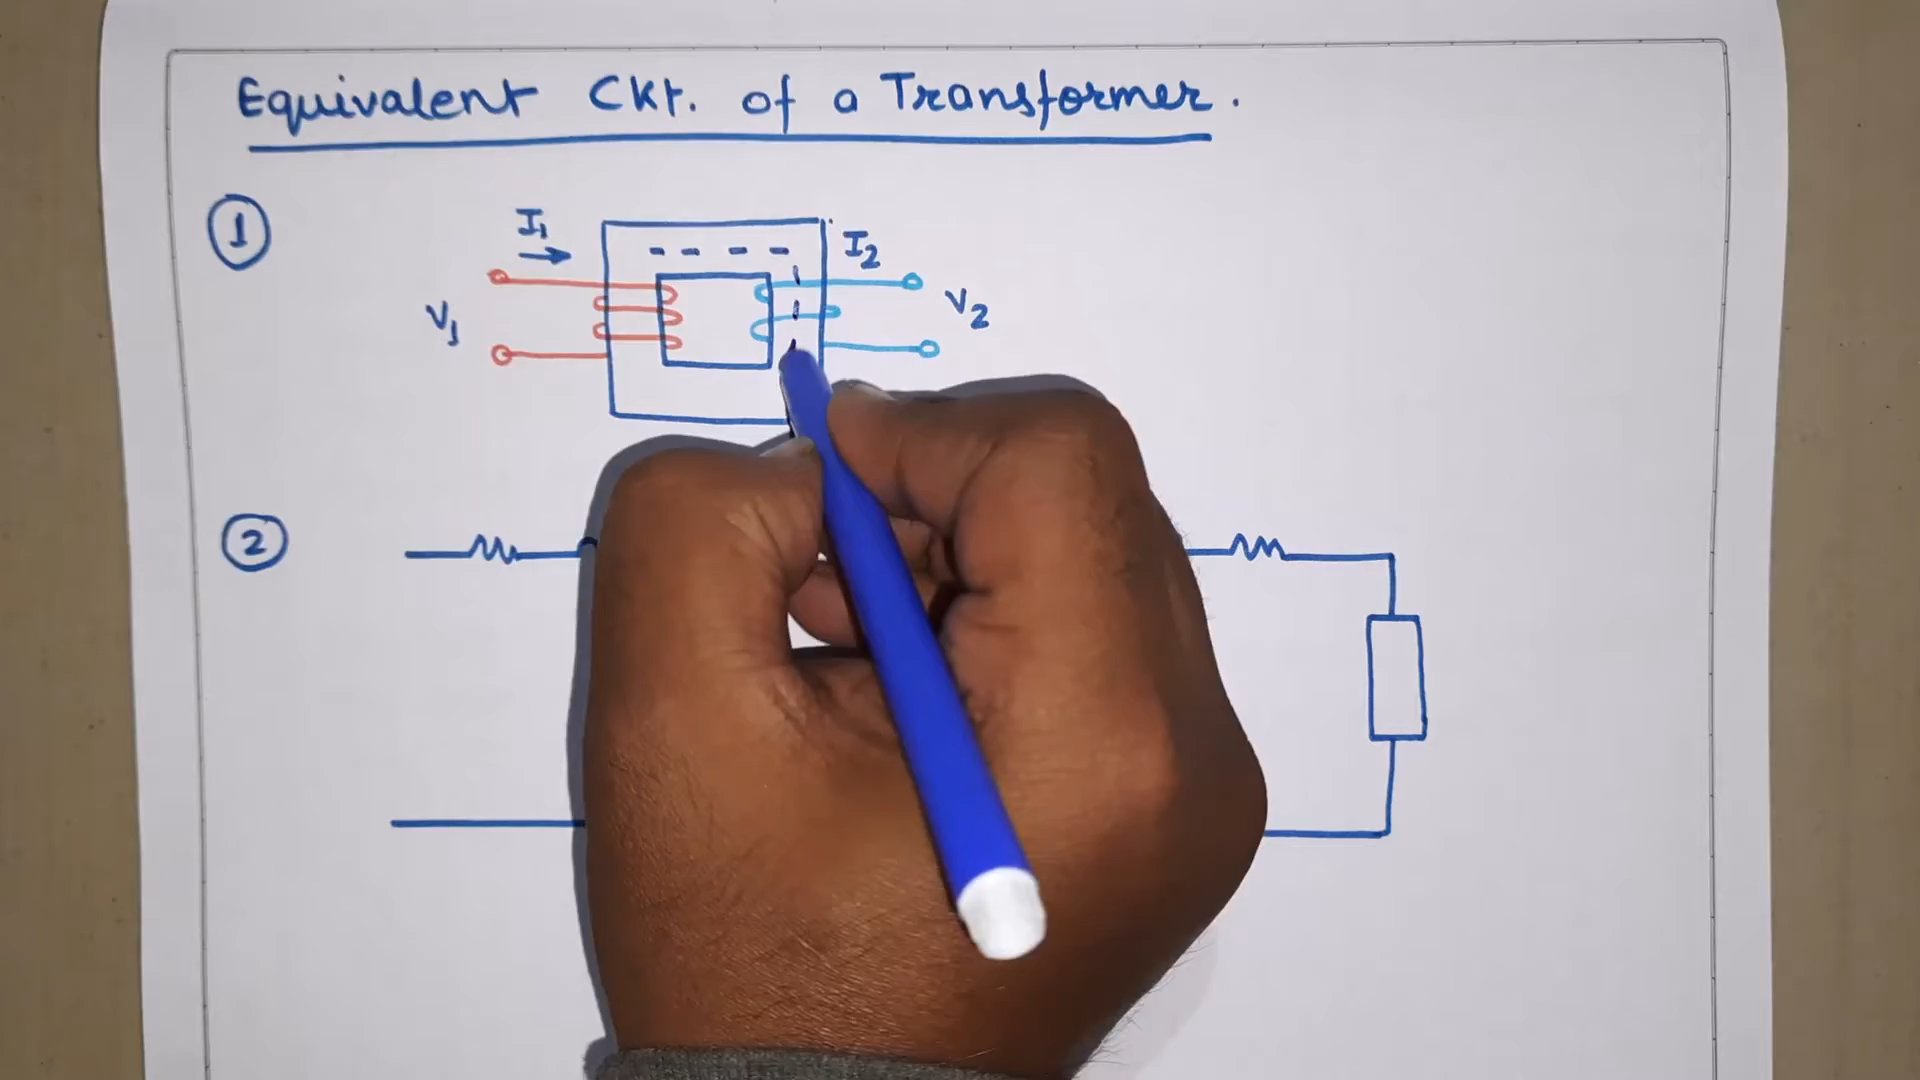 Equivalent Ckt. of a Transformer.
1
I1
I2
V1
V2
2